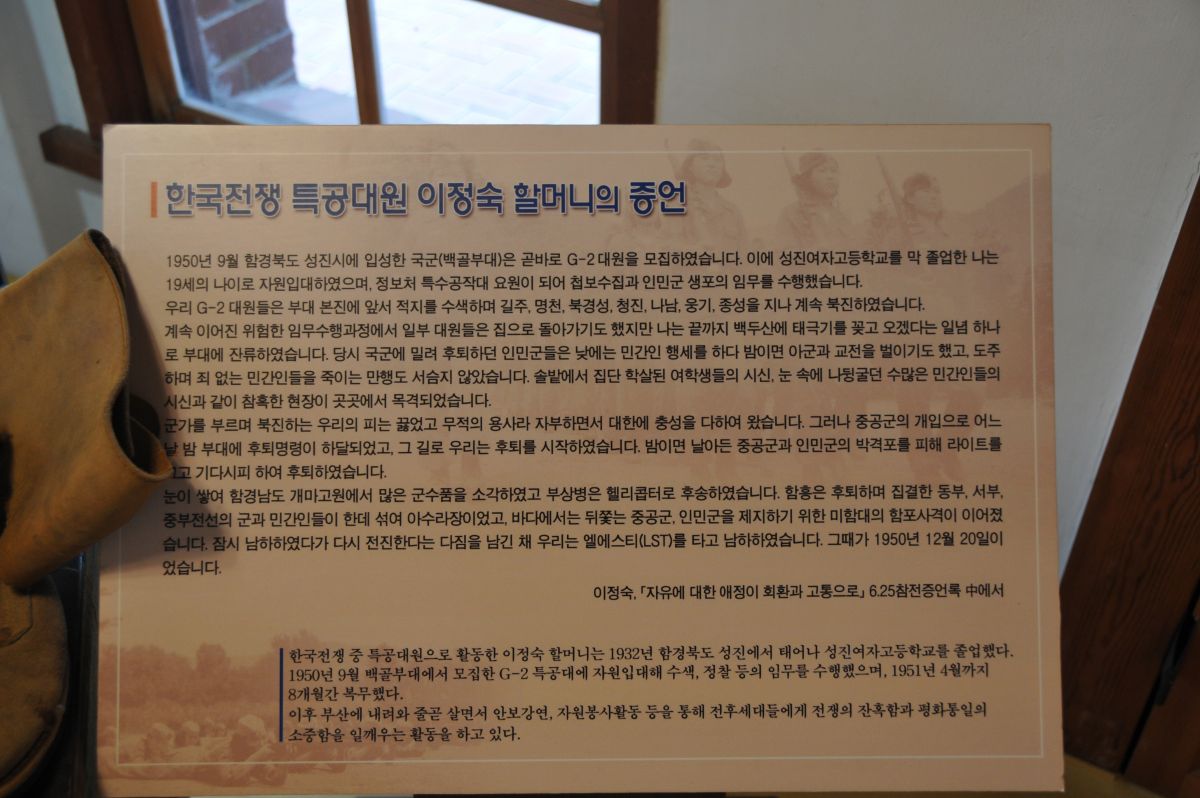 한국전쟁 특공대원 이정숙 할머니의 증언
1950년 9월 함경북도 성진시에 입성한 국군(백골부대)은 곧바로 G-2대원을 모집하였습니다. 이에 성진여자고등학교를 막 졸업한 나는
19세의 나이로 자원입대하였으며, 정보처 특수공작대 요원이 되어 첩보수집과 인민군 생포의 임무를 수행했습니다.
우리 G-2 대원들은 부대 본진에 앞서 적지를 수색하며 길주, 명천, 북경성, 청진, 나남, 웅기, 종성을 지나 계속 북진하였습니다.
계속 이어진 위험한 임무수행과정에서 일부 대원들은 집으로 돌아가기도 했지만 나는 끝까지 백두산에 태극기를 꽂고 오겠다는 일념 하나
로 부대에 잔류하였습니다. 당시 국군에 밀려 후퇴하던 인민군들은 낮에는 민간인 행세를 하다 밤이면 아군과 교전을 벌이기도 했고, 도주
하며 죄 없는 민간인들을 죽이는 만행도 서슴지 않았습니다. 솔밭에서 집단 학살된 여학생들의 시신, 눈 속에 나뒹굴던 수많은 민간인들의
시신과 같이 참혹한 현장이 곳곳에서 목격되었습니다.
군가를 부르며 북진하는 우리의 피는 끓었고 무적의 용사라 자부하면서 대한에 충성을 다하여 왔습니다. 그러나 중공군의 개입으로 어느
날 밤 부대에 후퇴명령이 하달되었고, 그 길로 우리는 후퇴를 시작하였습니다. 밤이면 날아든 중공군과 인민군의 박격포를 피해 라이트를
고 기다시피 하여 후퇴하였습니다.
눈이 쌓여 함경남도 개마고원에서 많은 군수품을 소각하였고 부상병은 헬리콥터로 후송하였습니다. 함흥은 후퇴하며 집결한 동부, 서부,
중부전선의 군과 민간인들이 한데 섞여 아수라장이었고, 바다에서는 뒤쫓는 중공군, 인민군을 제지하기 위한 미함대의 함포사격이 이어졌
습니다. 잠시 남하하였다가 다시 전진한다는 다짐을 남긴 채 우리는 엘에스티(LST)를 타고 남하하였습니다. 그때가 1950년 12월 20일이
었습니다.
이정숙, 「자유에 대한 애정이 회환과 고통으로」 6.25참전증언록 中에서
한국전쟁 중 특공대원으로 활동한 이정숙 할머니는 1932년 함경북도 성진에서 태어나 성진여자고등학교를 졸업했다.
1950년 9월 백골부대에서 모집한 G-2 특공대에 자원입대해 수색, 정찰 등의 임무를 수행했으며, 1951년 4월까지
8개월간 복무했다.
이후 부산에 내려와 줄곧 살면서 안보강연, 자원봉사활동 등을 통해 전후세대들에게 전쟁의 잔혹함과 평화통일의
소중함을 일깨우는 활동을 하고 있다.